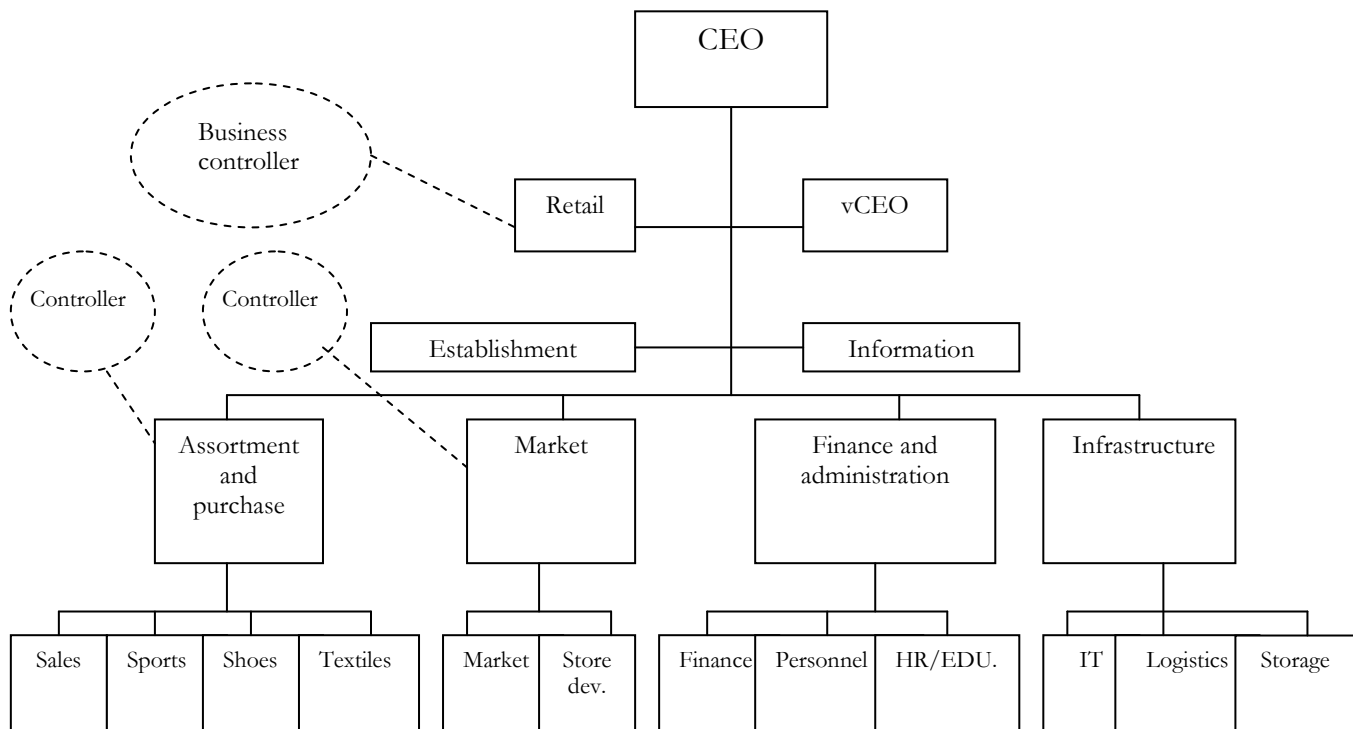 CEO
Business
controller
Retail
vCEO
Controller
Controller
Establishment
Information
Assortment
and
purchase
Market
Finance and
administration
Infrastructure
Sales
Sports
Shoes
Textiles
Market
Store
dev.
Finance
Personnel
HR/EDU.
IT
Logistics
Storage